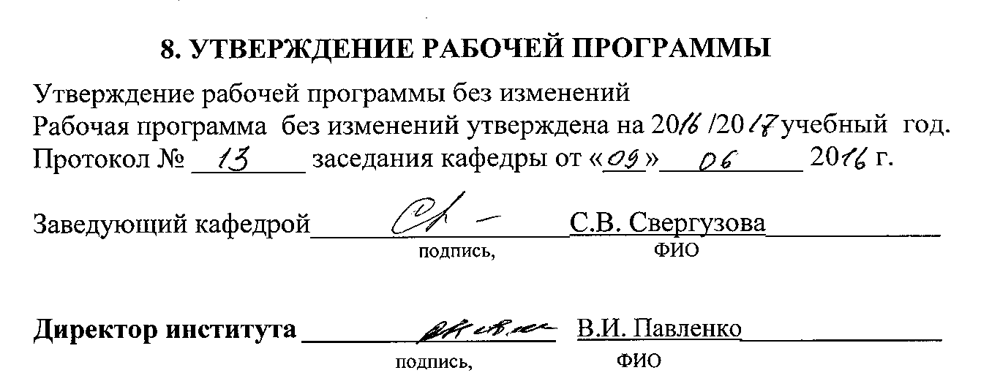 8. УТВЕРЖДЕНИЕ РАБОЧЕЙ ПРОГРАММЫ
Утверждение рабочей программы без изменений
Рабочая программа без изменений утверждена на 2016 /2017 учебный год.
Протокол № 13 заседания кафедры от «09» 06 2016 г.
Заведующий кафедрой С.В. Свергузова
подпись, ФИО
Директор института В.И. Павленко
подпись, ФИО